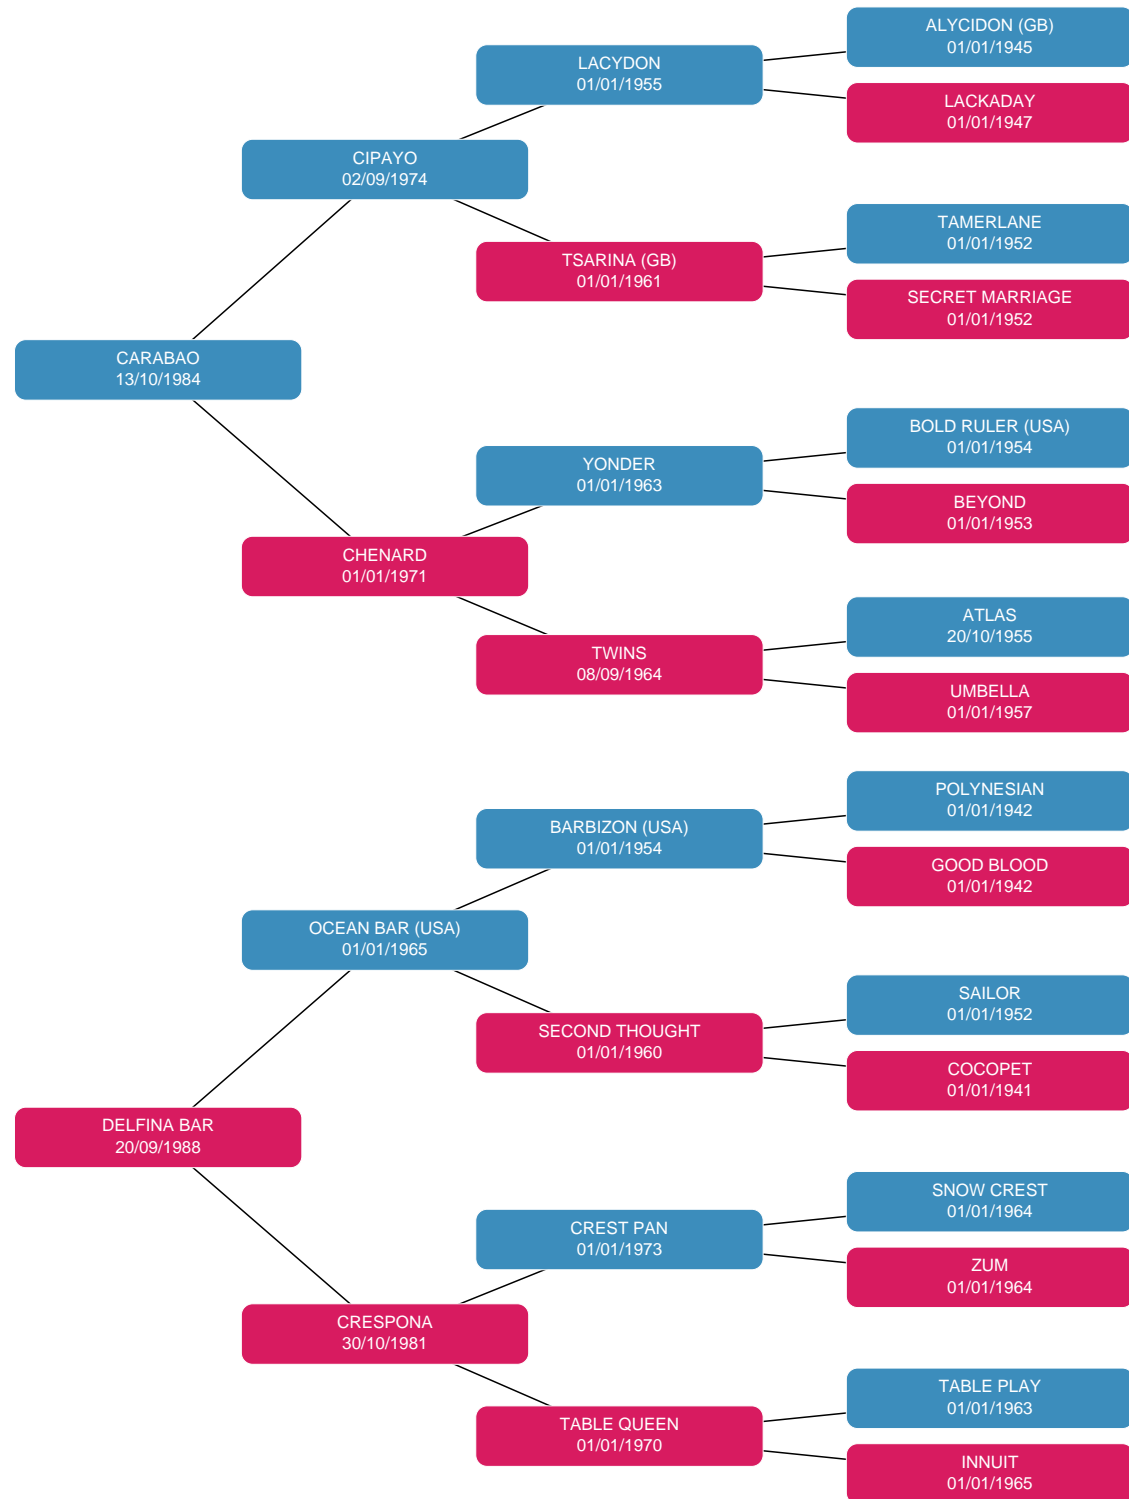 ALYCIDON (GB)
01/01/1945
LACYDON
01/01/1955
LACKADAY
01/01/1947
CIPAYO
02/09/1974
TAMERLANE
01/01/1952
TSARINA (GB)
01/01/1961
SECRET MARRIAGE
01/01/1952
CARABAO
13/10/1984
BOLD RULER (USA)
01/01/1954
YONDER
01/01/1963
BEYOND
01/01/1953
CHENARD
01/01/1971
ATLAS
20/10/1955
TWINS
08/09/1964
UMBELLA
01/01/1957
POLYNESIAN
01/01/1942
BARBIZON (USA)
01/01/1954
GOOD BLOOD
01/01/1942
OCEAN BAR (USA)
01/01/1965
SAILOR
01/01/1952
SECOND THOUGHT
01/01/1960
COCOPET
01/01/1941
DELFINA BAR
20/09/1988
SNOW CREST
01/01/1964
CREST PAN
01/01/1973
ZUM
01/01/1964
CRESPONA
30/10/1981
TABLE PLAY
01/01/1963
TABLE QUEEN
01/01/1970
INNUIT
01/01/1965